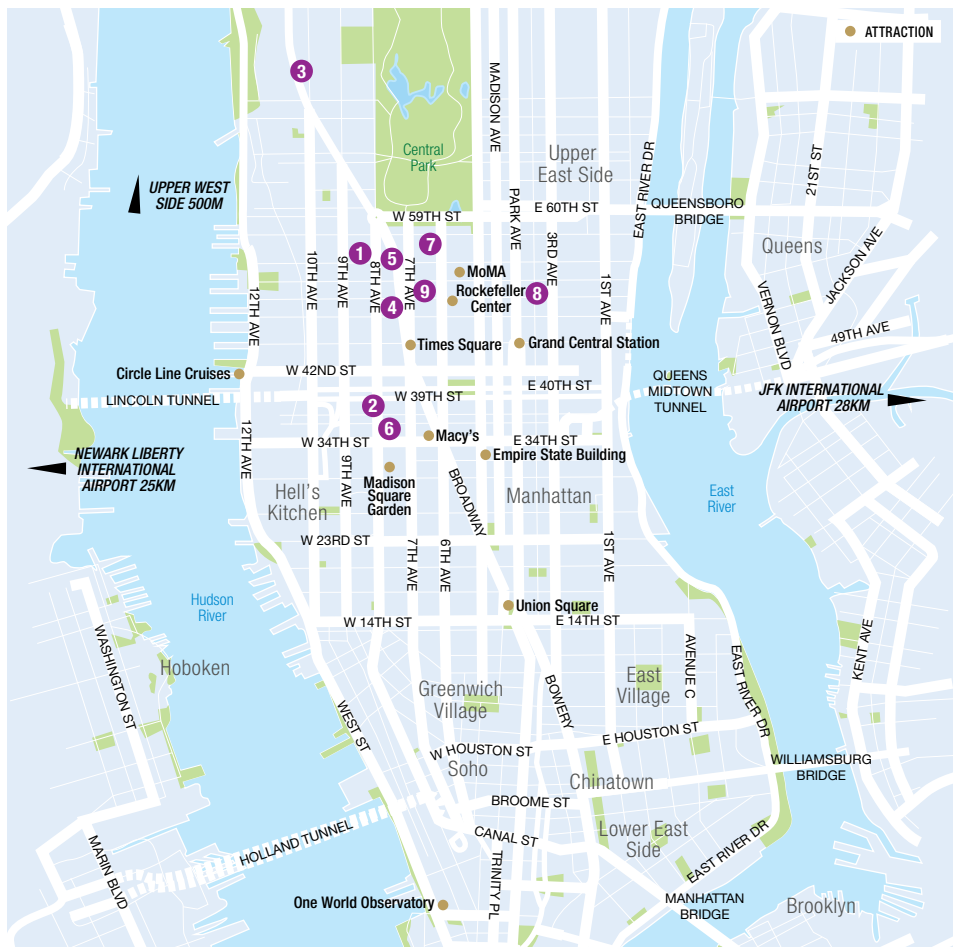 ATTRACTION
3
MADISON AVE
21ST ST
Central
Park
Upper
East Side
EAST RIVER DR
UPPER WEST
SIDE 500M
PARK AVE
E 60TH ST
QUEENSBORO
BRIDGE
W 59TH ST
Queens
JACKSON AVE
1
5
7
10TH AVE
9TH AVE
8TH AVE
7TH AVE
3RD AVE
1ST AVE
MoMA
Rockefeller
Center
9
8
4
12TH AVE
VERNON BLVD
49TH AVE
Times Square
Grand Central Station
Circle Line Cruises
W 42ND ST
E 40TH ST
QUEENS
MIDTOWN
TUNNEL
JFK INTERNATIONAL
AIRPORT 28KM
LINCOLN TUNNEL
W 39TH ST
2
6
12TH AVE
W 34TH ST
Macy's
E 34TH ST
Empire State Building
NEWARK LIBERTY
INTERNATIONAL
AIRPORT 25KM
9TH AVE
Madison
Square
Garden
BROADWAY
Hell's
Kitchen
Manhattan
East
River
W 23RD ST
7TH AVE
6TH AVE
1ST AVE
Hudson
River
Union Square
W 14TH ST
E 14TH ST
WASHINGTON ST
Hoboken
AVENUE C
EAST RIVER DR
KENT AVE
Greenwich
Village
BOWERY
East
Village
WEST ST
W HOUSTON ST
E HOUSTON ST
Soho
WILLIAMSBURG
BRIDGE
Chinatown
BROOME ST
HOLLAND TUNNEL
CANAL ST
Lower East
Side
EAST RIVER DR
MARIN BLVD
TRINITY PL
One World Observatory
MANHATTAN
BRIDGE
Brooklyn